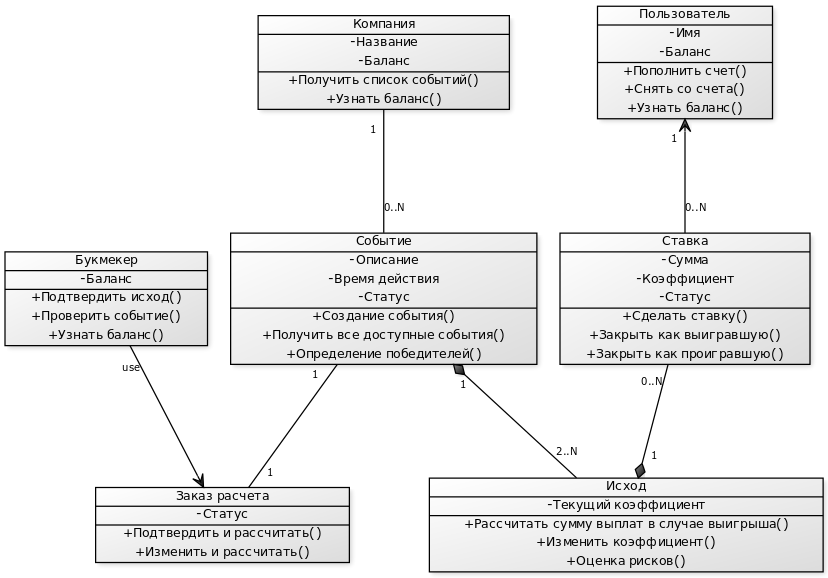 Компания
-Название
-Баланс
+Получить список событий()
+Узнать баланс()
1
0..N
Пользователь
-Имя
-Баланс
+Пополнить счет()
+Снять со счета()
+Узнать баланс()
1
0..N
Букмекер
-Баланс
+Подтвердить исход()
+Проверить событие()
+Узнать баланс()
use
Событие
-Описание
-Время действия
-Статус
+Создание события()
+Получить все доступные события()
+Определение победителей()
1
1
1
2..N
Ставка
-Сумма
-Коэффициент
-Статус
+Сделать ставку()
+Закрыть как выигравшую()
+Закрыть как проигравшую()
0..N
1
Заказ расчета
-Статус
+Подтвердить и рассчитать()
+Изменить и рассчитать()
Исход
-Текущий коэффициент
+Рассчитать сумму выплат в случае выигрыша()
+Изменить коэффициент()
+Оценка рисков()